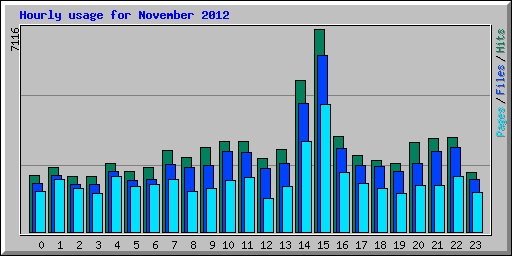 Hourly usage for November 2012
7116
Pages/Files/Hits
0 1 2 3 4 5 6 7 8 9 10 11 12 13 14 15 16 17 18 19 20 21 22 23